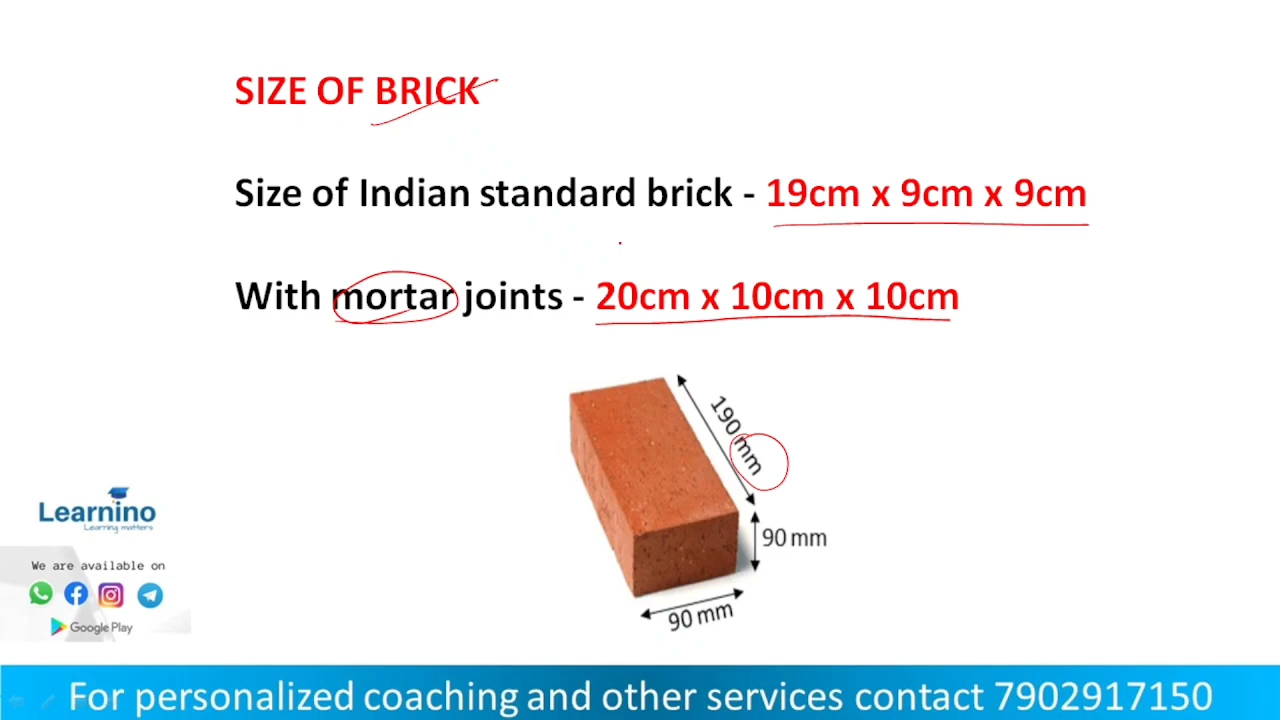 SIZE OF BRICK
Size of Indian standard brick - 19cm x 9cm x 9cm
With mortar joints - 20cm x 10cm x 10cm
190 mm
90 mm
90 mm
Learnino
Learning matters
We are available on
Google Play
For personalized coaching and other services contact 7902917150